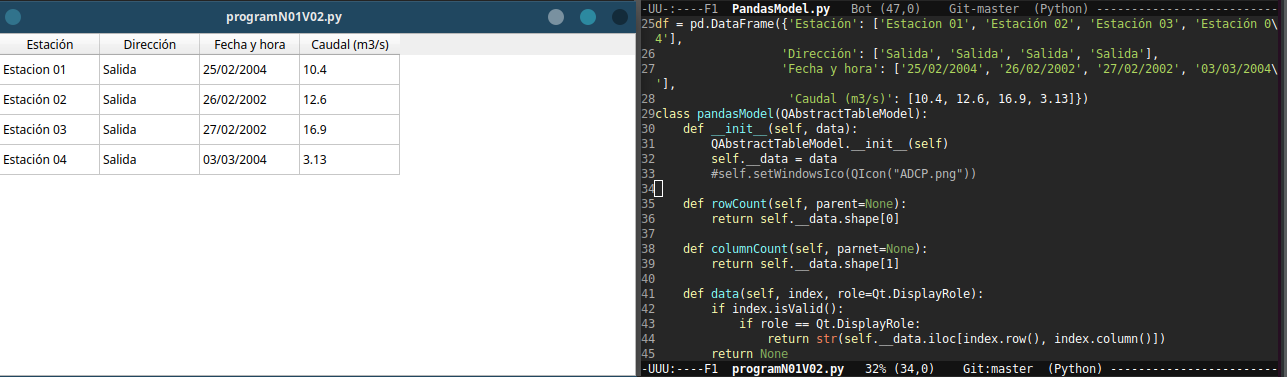 programN01V02.py
Estación Dirección Fecha y hora Caudal (m3/s)
Estacion 01 Salida 25/02/2004 10.4
Estación 02 Salida 26/02/2002 12.6
Estación 03 Salida 27/02/2002 16.9
Estación 04 Salida 03/03/2004 3.13
-UU-:----F1  PandasModel.py   Bot (47,0)    Git-master  (Python) --------------------------
25df = pd.DataFrame({'Estación': ['Estacion 01', 'Estación 02', 'Estación 03', 'Estación 0\
4'],
26                  'Dirección': ['Salida', 'Salida', 'Salida', 'Salida'],
27                  'Fecha y hora': ['25/02/2004', '26/02/2002', '27/02/2002', '03/03/2004\
'],
28                   'Caudal (m3/s)': [10.4, 12.6, 16.9, 3.13]})
29class pandasModel(QAbstractTableModel):
30    def __init__(self, data):
31        QAbstractTableModel.__init__(self)
32        self.__data = data
33        #self.setWindowsIco(QIcon("ADCP.png"))
34
35    def rowCount(self, parent=None):
36        return self.__data.shape[0]
37
38    def columnCount(self, parnet=None):
39        return self.__data.shape[1]
40
41    def data(self, index, role=Qt.DisplayRole):
42        if index.isValid():
43            if role == Qt.DisplayRole:
44                return str(self.__data.iloc[index.row(), index.column()])
45        return None
-UUU:----F1  programN01V02.py   32% (34,0)    Git:master  (Python) ------------------------